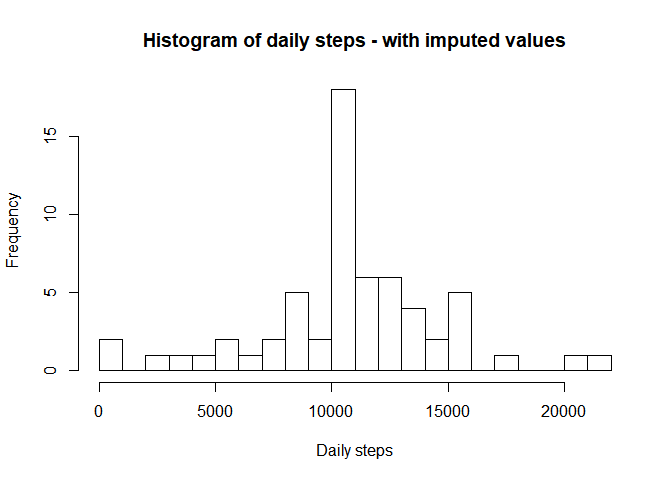 Histogram of daily steps - with imputed values
Frequency
15
10
5
0
0 5000 10000 15000 20000
Daily steps